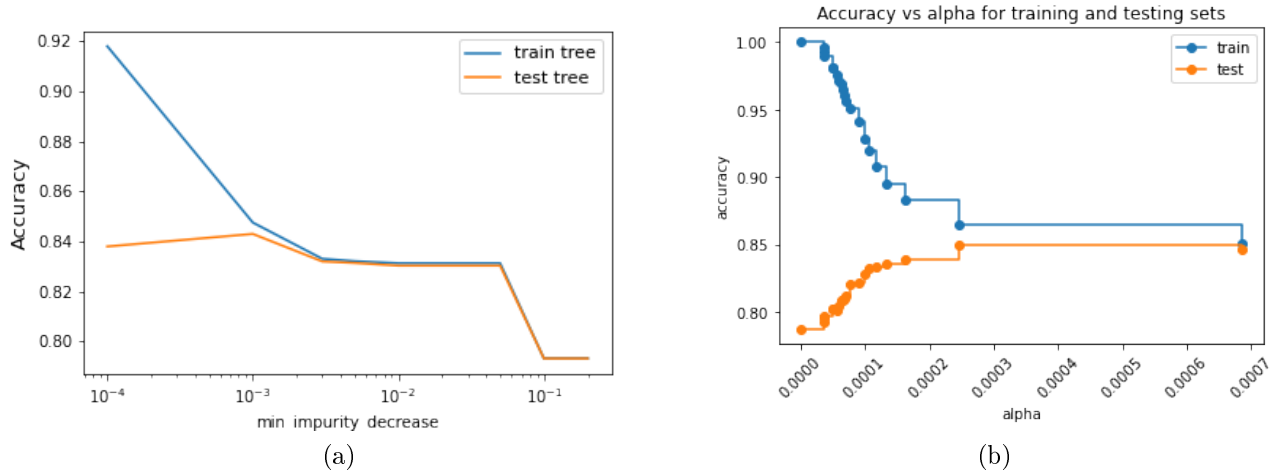 0.92
0.90
0.88
0.86
0.84
0.82
0.80
Accuracy
train tree
test tree
10⁻⁴
10⁻³
10⁻²
10⁻¹
min impurity decrease
(a)
Accuracy vs alpha for training and testing sets
1.00
0.95
0.90
0.85
0.80
accuracy
train
test
0.0000
0.0001
0.0002
0.0003
0.0004
0.0005
0.0006
0.0007
alpha
(b)